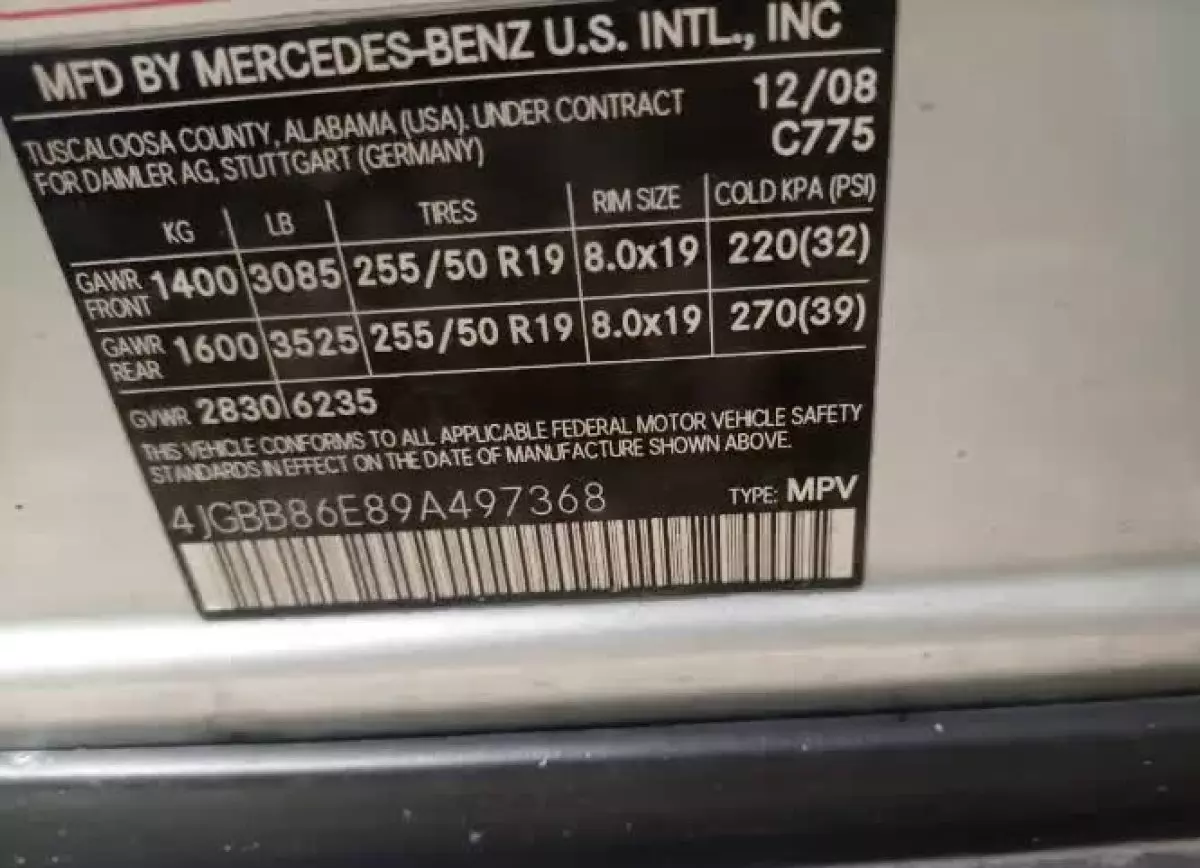 MFD BY MERCEDES-BENZ U.S. INTL., INC
TUSCALOOSA COUNTY, ALABAMA (USA), UNDER CONTRACT 12/08
FOR DAIMLER AG, STUTTGART (GERMANY) C775
KG LB TIRES RIM SIZE COLD KPA (PSI)
GAWR FRONT 1400 3085 255/50 R19 8.0x19 220(32)
GAWR REAR 1600 3525 255/50 R19 8.0x19 270(39)
GVWR 2830 6235
THIS VEHICLE CONFORMS TO ALL APPLICABLE FEDERAL MOTOR VEHICLE SAFETY
STANDARDS IN EFFECT ON THE DATE OF MANUFACTURE SHOWN ABOVE.
4JGBB86E89A497368 TYPE: MPV